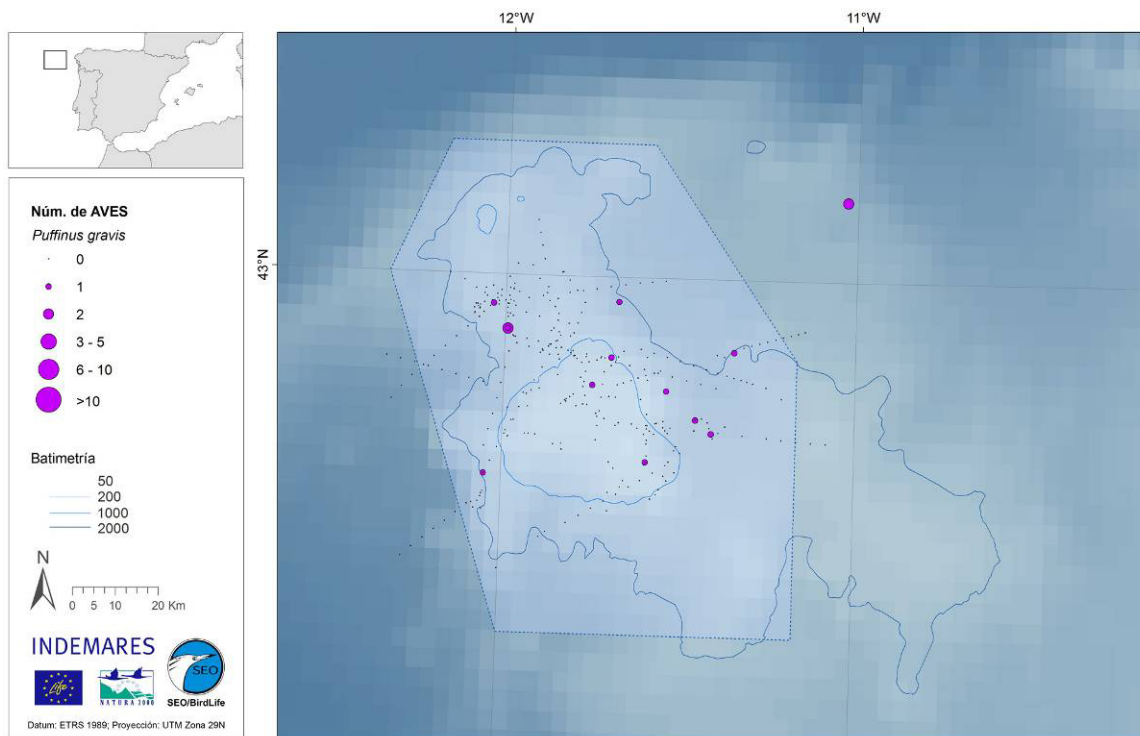 12°W
11°W
43°N
Núm. de AVES
Puffinus gravis
0
1
2
3 - 5
6 - 10
>10
Batimetría
50
200
1000
2000
N
0 5 10 20 Km
INDEMARES
Life
NATURA 2000
SEO
SEO/BirdLife
Datum: ETRS 1989; Proyección: UTM Zona 29N